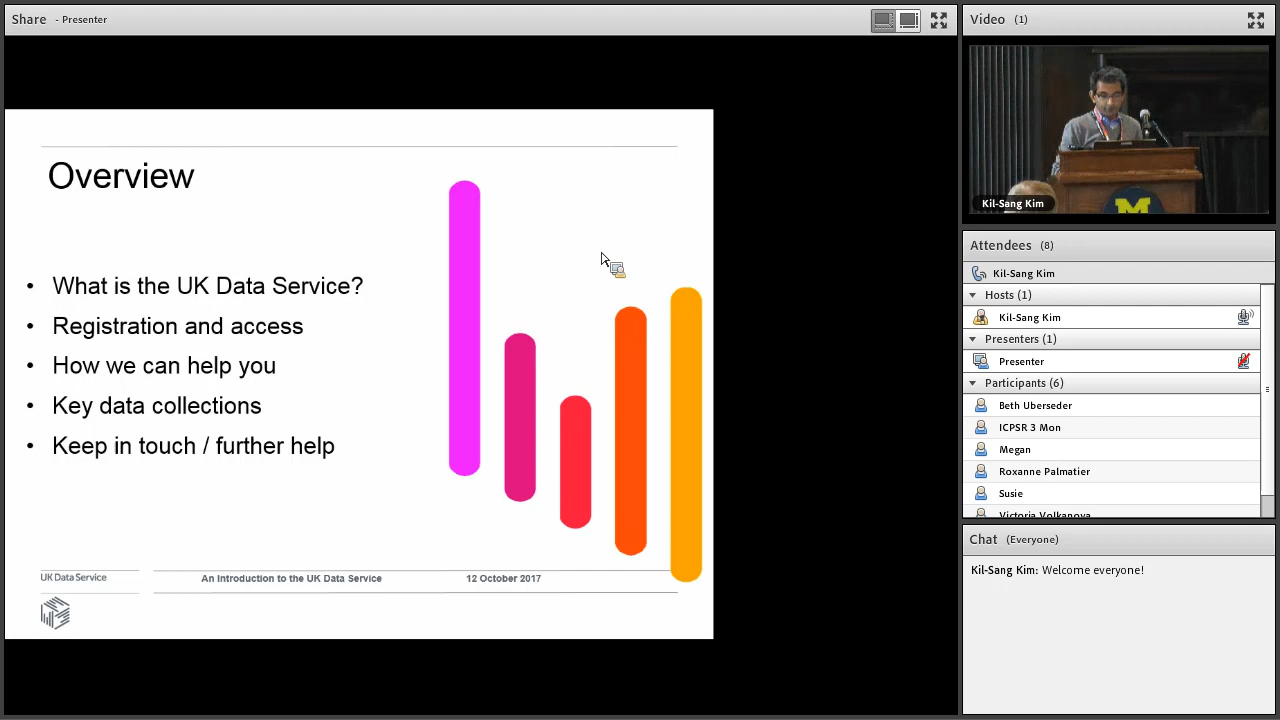 Share - Presenter
Overview
• What is the UK Data Service?
• Registration and access
• How we can help you
• Key data collections
• Keep in touch / further help
UK Data Service
An Introduction to the UK Data Service
12 October 2017
Video (1)
M
Kil-Sang Kim
Attendees (8)
Kil-Sang Kim
Hosts (1)
Kil-Sang Kim
Presenters (1)
Presenter
Participants (6)
Beth Uberseder
ICPSR 3 Mon
Megan
Roxanne Palmatier
Susie
Victoria Volkanova
Chat (Everyone)
Kil-Sang Kim: Welcome everyone!